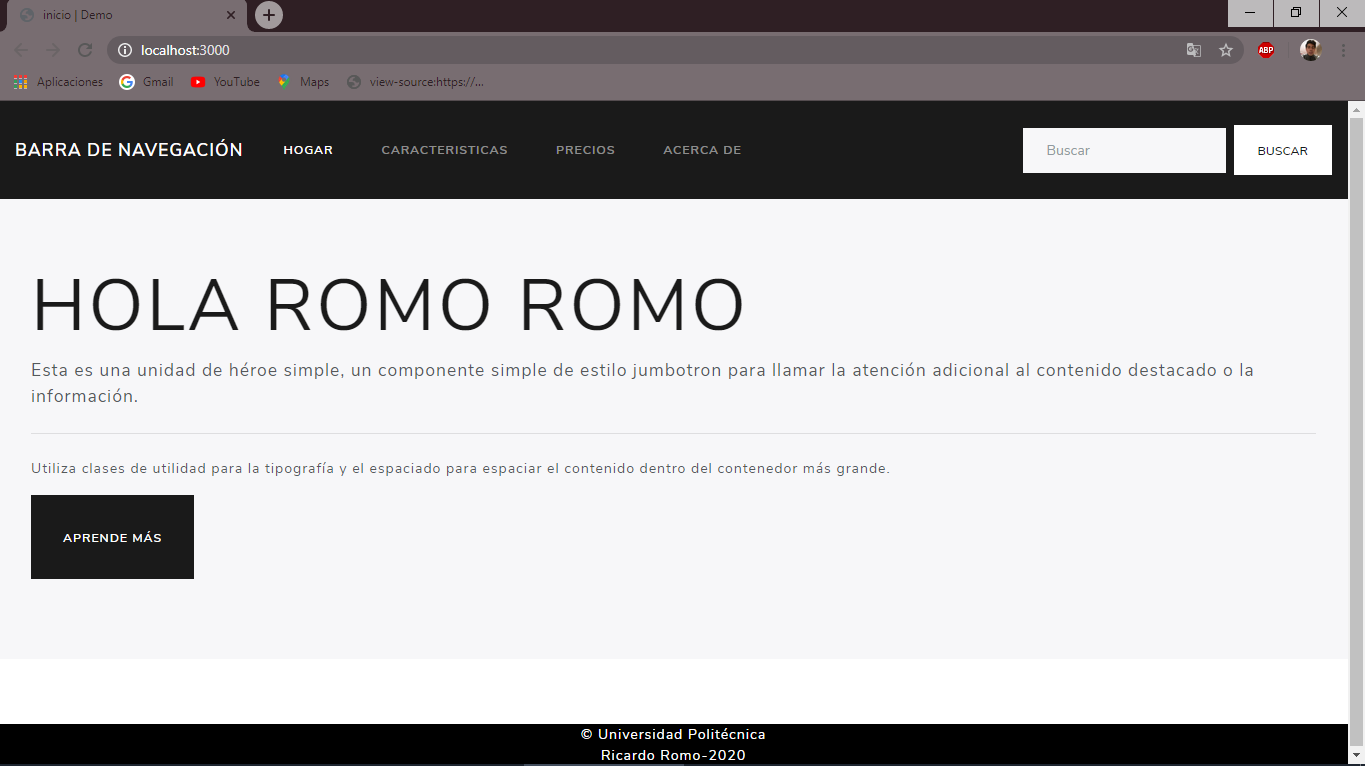 inicio | Demo
localhost:3000
ABP
Aplicaciones Gmail YouTube Maps view-source:https://...
BARRA DE NAVEGACIÓN HOGAR CARACTERISTICAS PRECIOS ACERCA DE Buscar BUSCAR
HOLA ROMO ROMO
Esta es una unidad de héroe simple, un componente simple de estilo jumbotron para llamar la atención adicional al contenido destacado o la
información.
Utiliza clases de utilidad para la tipografía y el espaciado para espaciar el contenido dentro del contenedor más grande.
APRENDE MÁS
© Universidad Politécnica
Ricardo Romo-2020